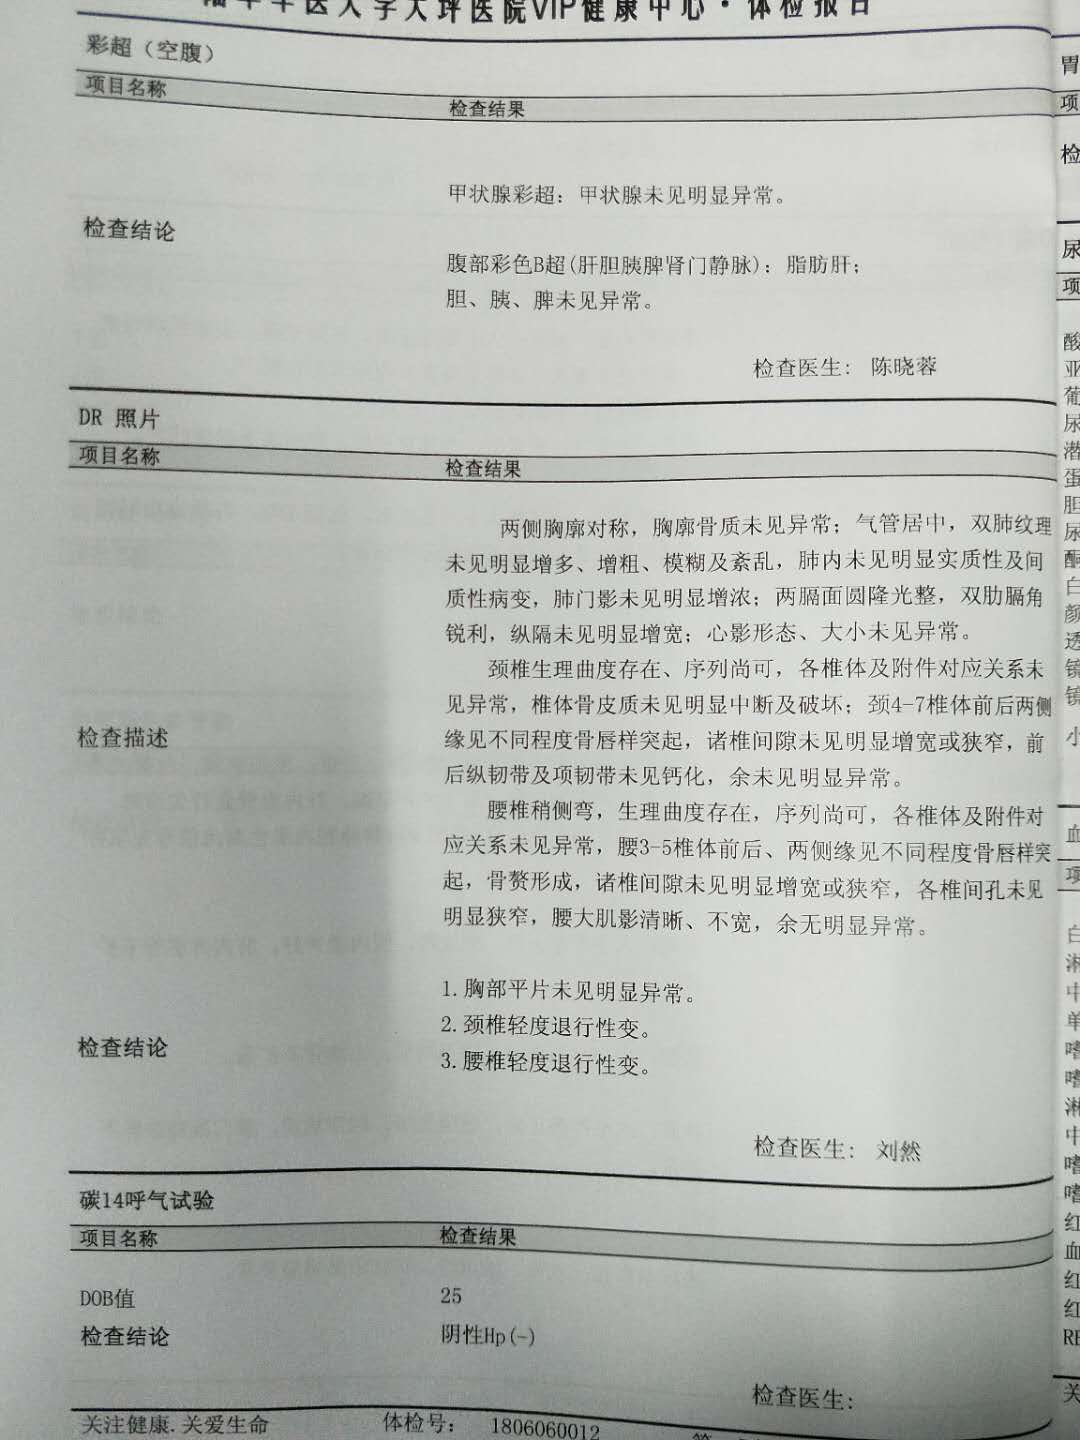 陆军军医大学大坪医院VIP健康中心·体检报告
彩超（空腹）
项目名称 检查结果
甲状腺彩超：甲状腺未见明显异常。
检查结论
腹部彩色B超(肝胆胰脾肾门静脉)：脂肪肝；
胆、胰、脾未见异常。
检查医生： 陈晓蓉
DR 照片
项目名称 检查结果
两侧胸廓对称，胸廓骨质未见异常；气管居中，双肺纹理
未见明显增多、增粗、模糊及紊乱，肺内未见明显实质性及间
质性病变，肺门影未见明显增浓；两膈面圆隆光整，双肋膈角
锐利，纵隔未见明显增宽；心影形态、大小未见异常。
颈椎生理曲度存在、序列尚可，各椎体及附件对应关系未
见异常，椎体骨皮质未见明显中断及破坏；颈4-7椎体前后两侧
检查描述
缘见不同程度骨唇样突起，诸椎间隙未见明显增宽或狭窄，前
后纵韧带及项韧带未见钙化，余未见明显异常。
腰椎稍侧弯，生理曲度存在，序列尚可，各椎体及附件对
应关系未见异常，腰3-5椎体前后、两侧缘见不同程度骨唇样突
起，骨赘形成，诸椎间隙未见明显增宽或狭窄，各椎间孔未见
明显狭窄，腰大肌影清晰、不宽，余无明显异常。
1.胸部平片未见明显异常。
2.颈椎轻度退行性变。
检查结论
3.腰椎轻度退行性变。
检查医生： 刘然
碳14呼气试验
项目名称 检查结果
DOB值 25
检查结论 阴性Hp(-)
检查医生：
关注健康.关爱生命 体检号： 1806060012 第
胃
项
检
尿
项
酸
亚
葡
尿
潜
蛋
胆
尿
酮
白
颜
透
镜
镜
小
血
项
白
淋
中
单
嗜
嗜
淋
中
嗜
嗜
红
血
红
红
RE
关